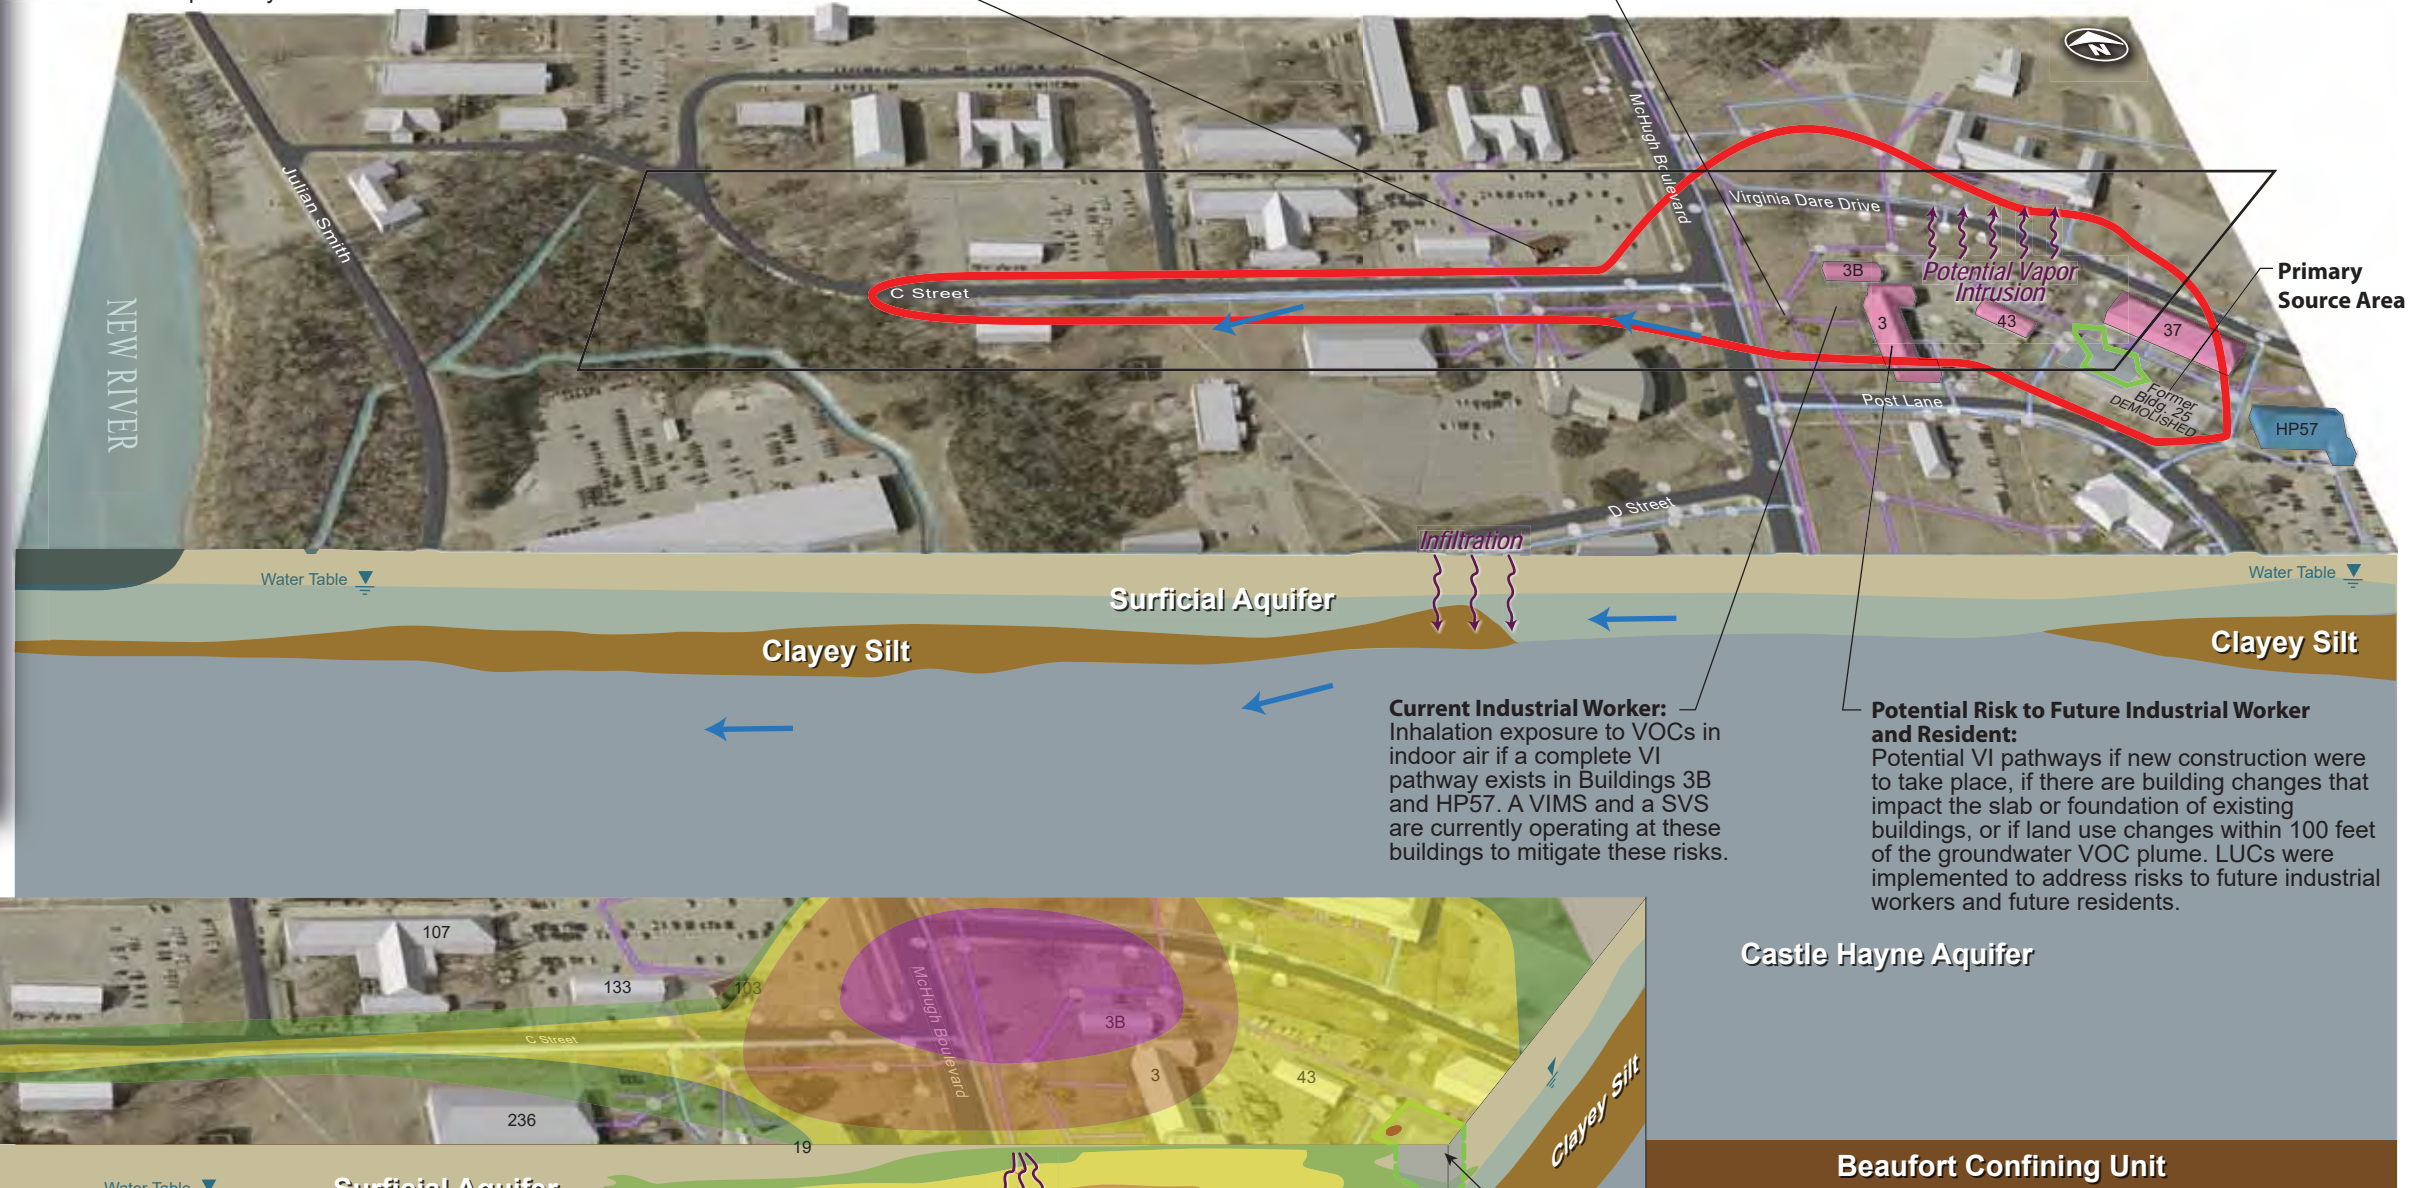 N
McHugh Boulevard
Julian Smith
Virginia Dare Drive
NEW RIVER
C Street
3B
Potential Vapor
Intrusion
Primary
Source Area
3
43
37
Former
Bldg. 25
DEMOLISHED
HP57
Post Lane
D Street
Infiltration
Water Table
Water Table
Surficial Aquifer
Clayey Silt
Clayey Silt
Current Industrial Worker:
Inhalation exposure to VOCs in
indoor air if a complete VI
pathway exists in Buildings 3B
and HP57. A VIMS and a SVS
are currently operating at these
buildings to mitigate these risks.
Potential Risk to Future Industrial Worker
and Resident:
Potential VI pathways if new construction were
to take place, if there are building changes that
impact the slab or foundation of existing
buildings, or if land use changes within 100 feet
of the groundwater VOC plume. LUCs were
implemented to address risks to future industrial
workers and future residents.
Castle Hayne Aquifer
107
133
103
McHugh Boulevard
3B
C Street
3
43
236
19
Clayey Silt
Beaufort Confining Unit
Water Table
Surficial Aquifer